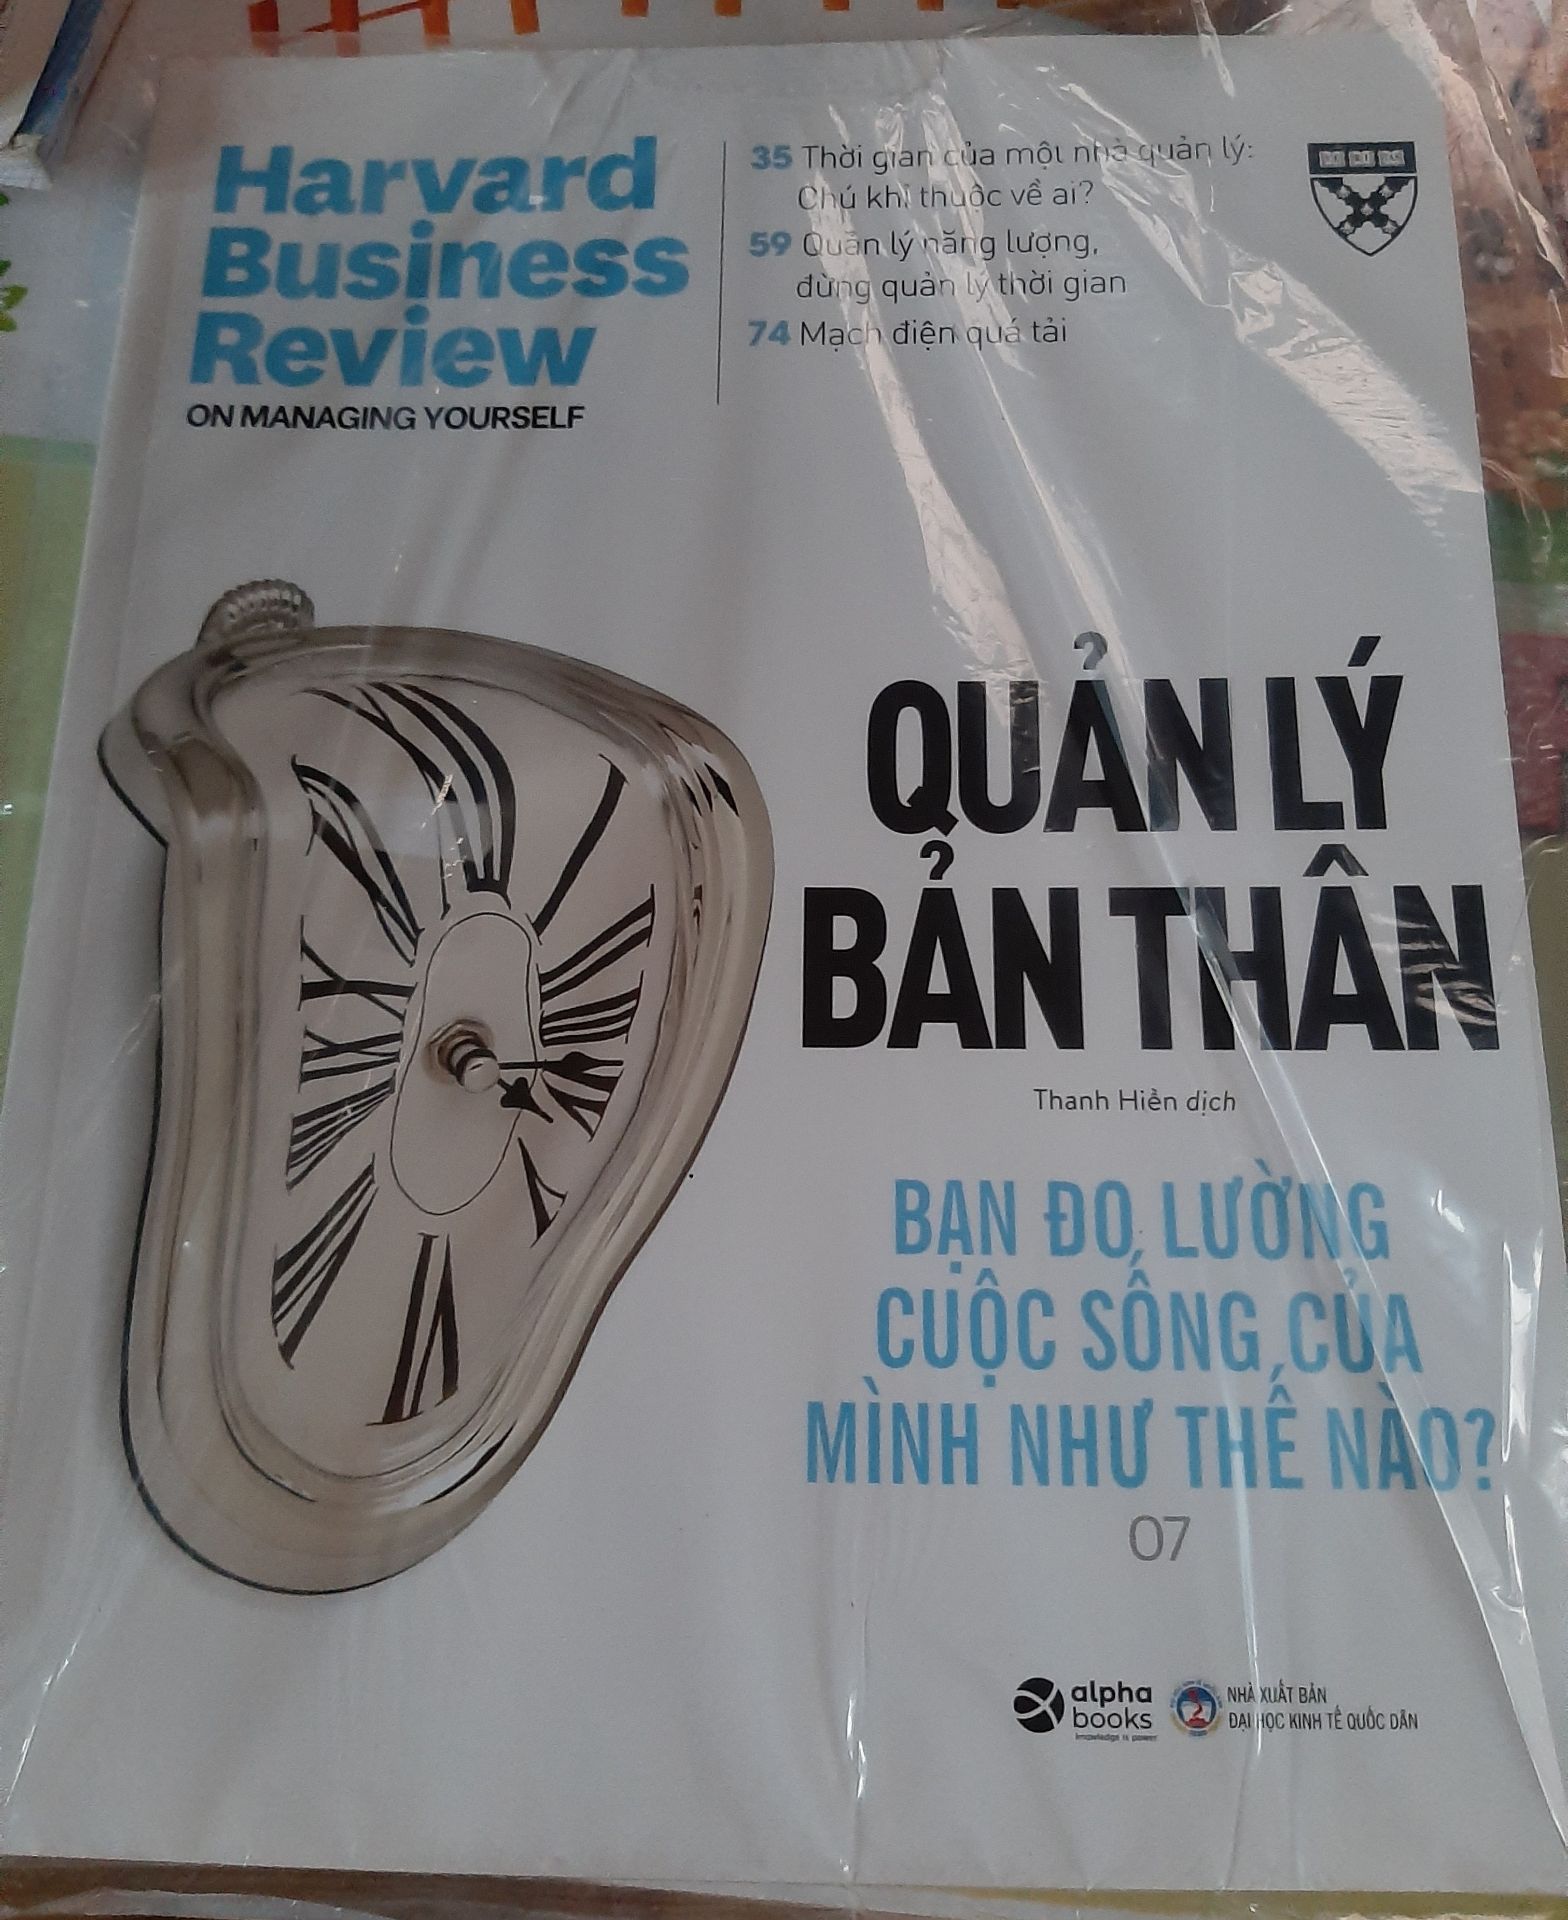 Harvard
Business
Review
ON MANAGING YOURSELF
35 Thời gian của một nhà quản lý:
Chú khỉ thuộc về ai?
59 Quản lý năng lượng,
đừng quản lý thời gian
74 Mạch điện quá tải
QUẢN LÝ
BẢN THÂN
Thanh Hiền dịch
BẠN ĐO LƯỜNG
CUỘC SỐNG CỦA
MÌNH NHƯ THẾ NÀO?
07
alpha
books
knowledge is power
NHÀ XUẤT BẢN
ĐẠI HỌC KINH TẾ QUỐC DÂN